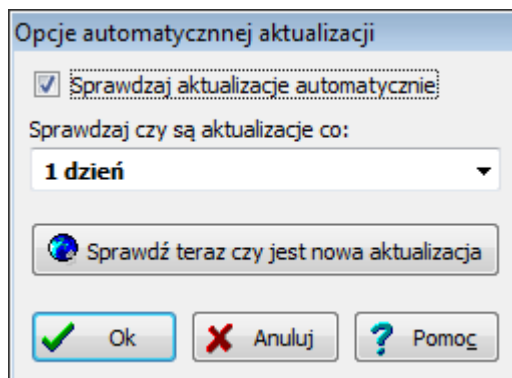 Opcje automatycznnej aktualizacji
Sprawdzaj aktualizacje automatycznie
Sprawdzaj czy są aktualizacje co:
1 dzień
Sprawdź teraz czy jest nowa aktualizacja
Ok Anuluj Pomoc